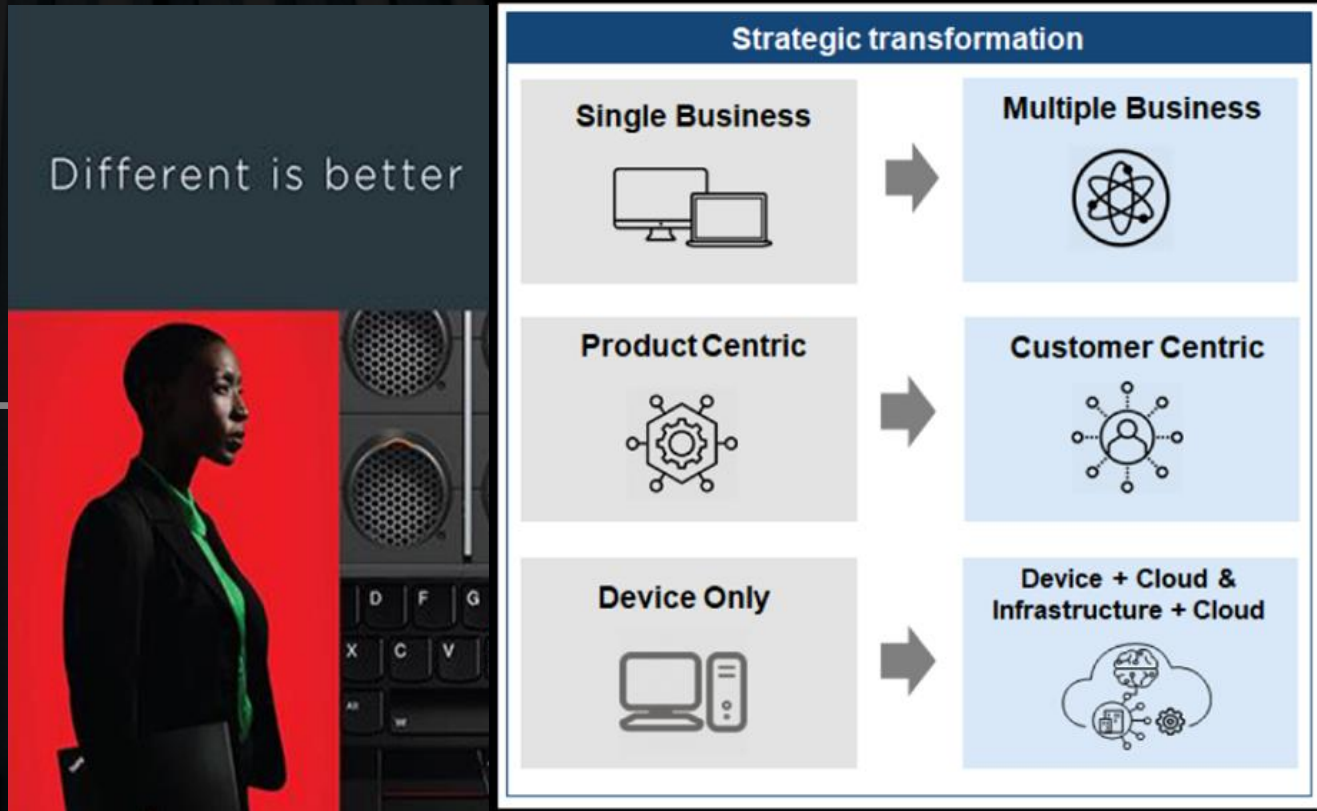 Different is better
D F G
X C V
Alt
Strategic transformation
Single Business
Multiple Business
Product Centric
Customer Centric
Device Only
Device + Cloud &
Infrastructure + Cloud